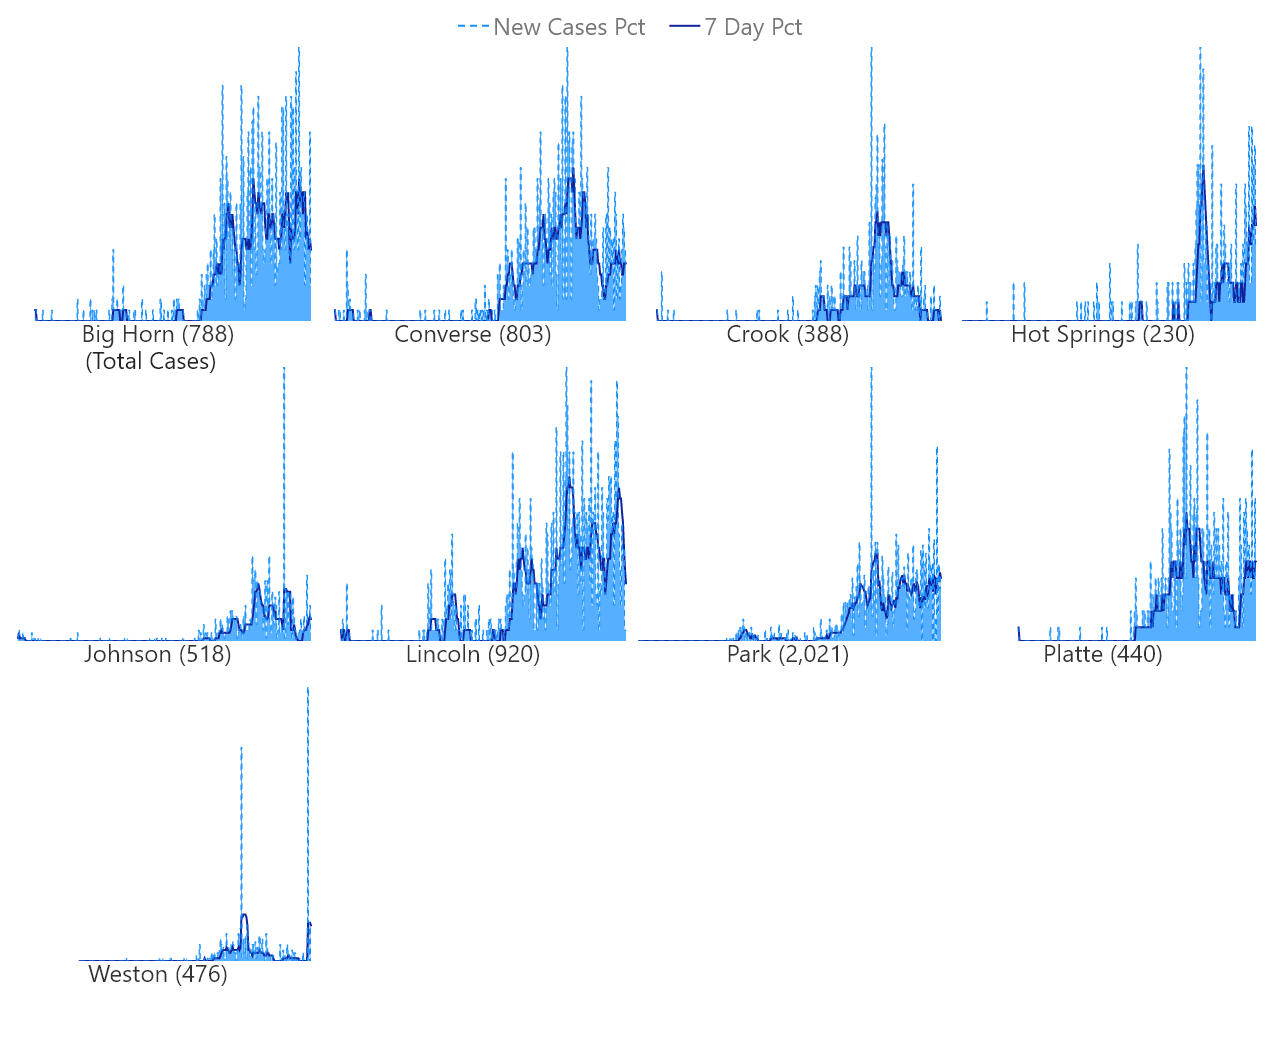 New Cases Pct 7 Day Pct
Big Horn (788)
(Total Cases)
Converse (803)
Crook (388)
Hot Springs (230)
Johnson (518)
Lincoln (920)
Park (2,021)
Platte (440)
Weston (476)